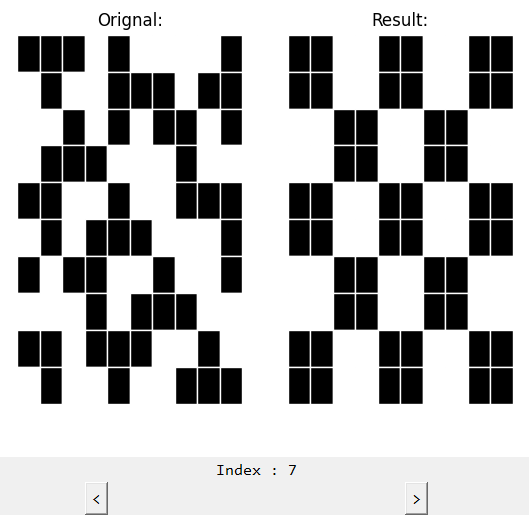 Orignal: Result:
Index : 7
< >